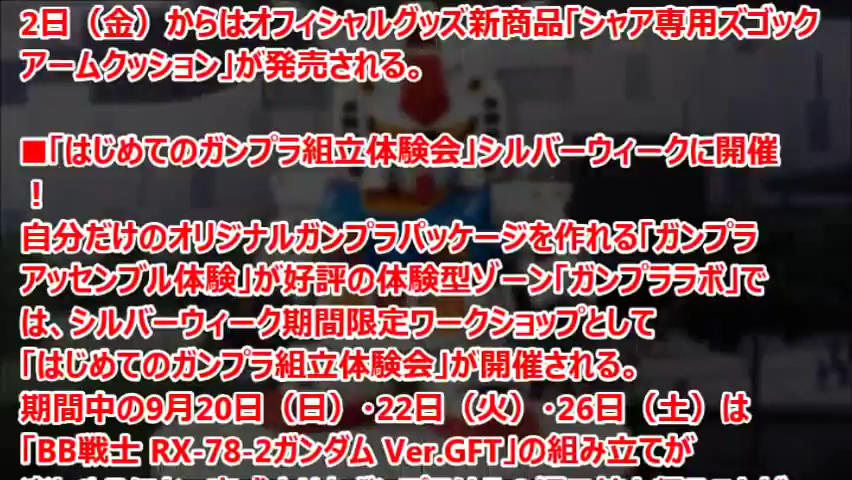 2日（金）からはオフィシャルグッズ新商品｢シャア専用ズゴック
アームクッション｣が発売される。
■｢はじめてのガンプラ組立体験会｣シルバーウィークに開催
！
自分だけのオリジナルガンプラパッケージを作れる｢ガンプラ
アッセンブル体験｣が好評の体験型ゾーン｢ガンプララボ｣で
は、シルバーウィーク期間限定ワークショップとして
｢はじめてのガンプラ組立体験会｣が開催される。
期間中の9月20日（日）･22日（火）･26日（土）は
｢BB戦士 RX-78-2ガンダム Ver.GFT｣の組み立てが